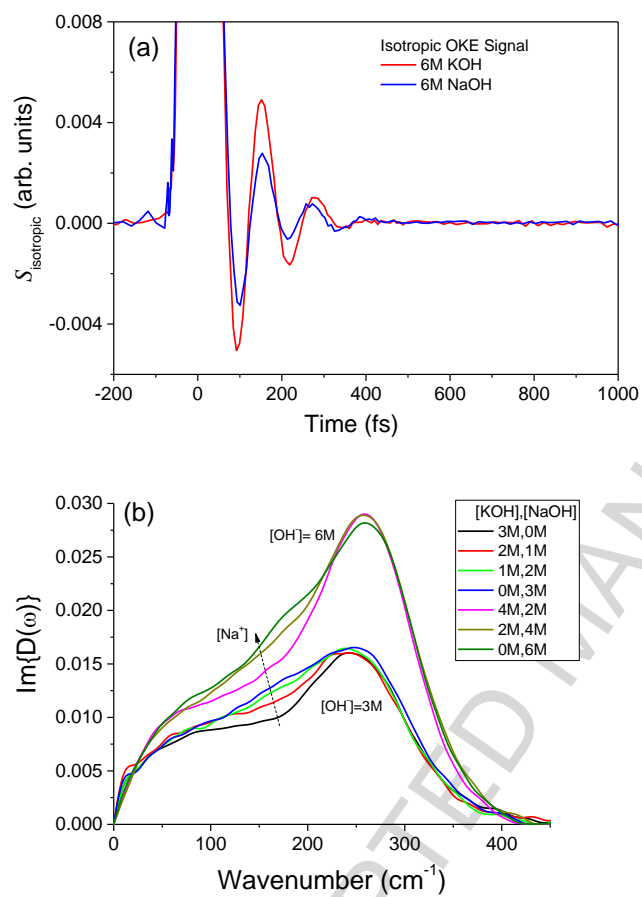 (a)
Isotropic OKE Signal
6M KOH
6M NaOH
0.008
0.004
0.000
-0.004
S isotropic (arb. units)
-200 0 200 400 600 800 1000
Time (fs)
(b)
[KOH],[NaOH]
3M,0M
2M,1M
1M,2M
0M,3M
4M,2M
2M,4M
0M,6M
[OH⁻]= 6M
[Na⁺]
[OH⁻]=3M
0.030
0.025
0.020
0.015
0.010
0.005
0.000
Im{D(ω)}
0 100 200 300 400
Wavenumber (cm⁻¹)
PTED MAN